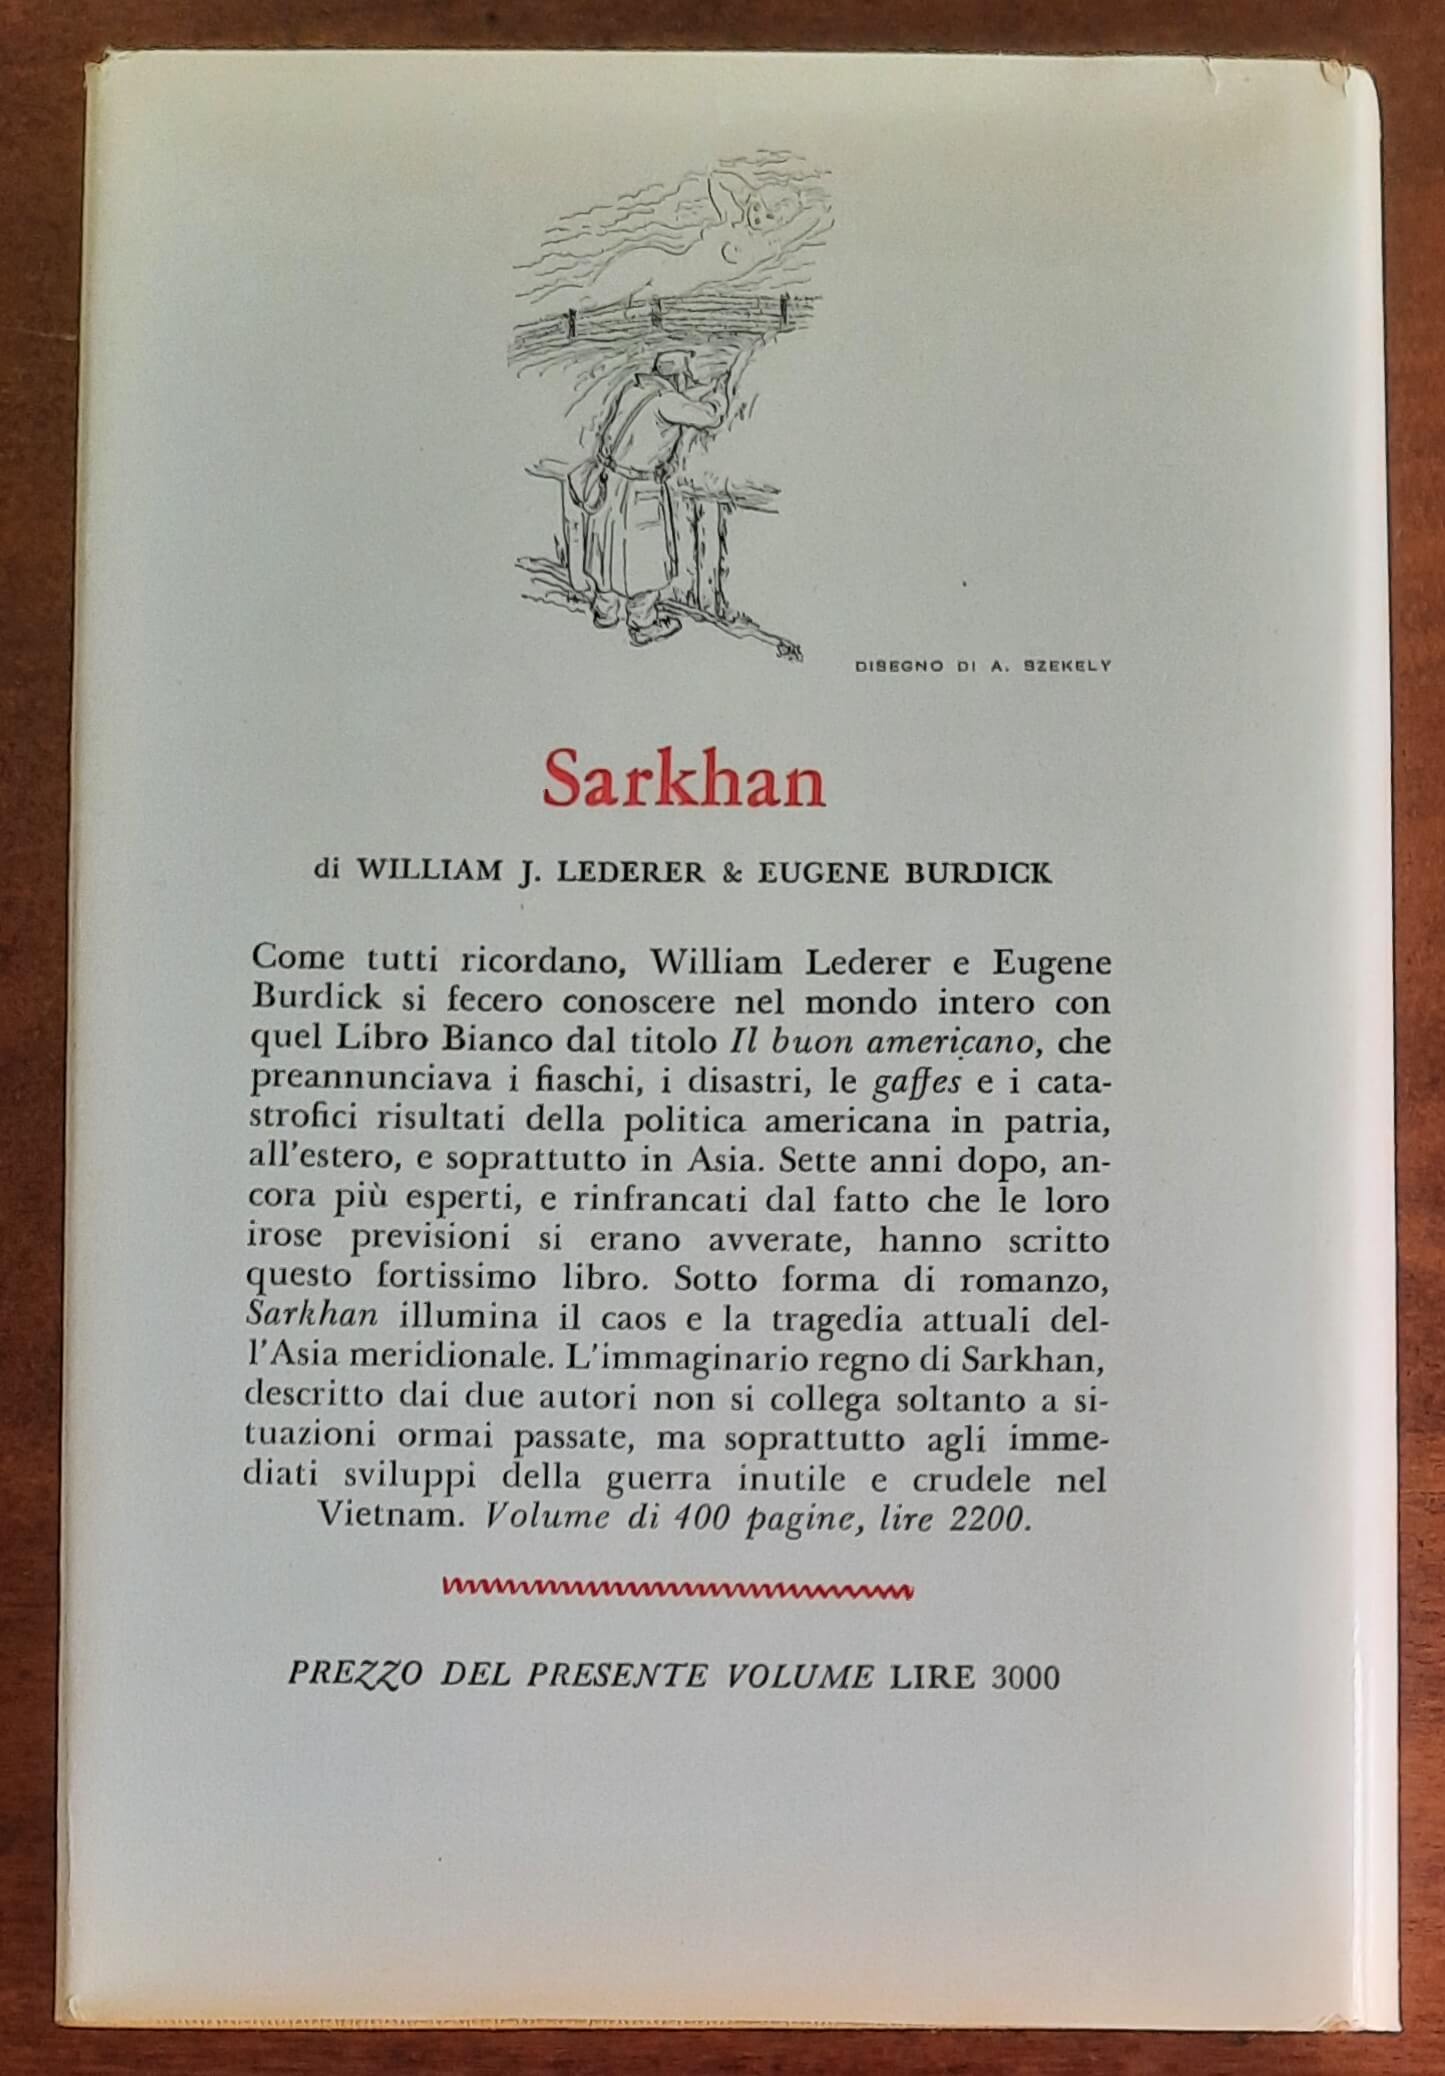 DISEGNO DI A. SZEKELY
Sarkhan
di WILLIAM J. LEDERER & EUGENE BURDICK
Come tutti ricordano, William Lederer e Eugene
Burdick si fecero conoscere nel mondo intero con
quel Libro Bianco dal titolo Il buon americano, che
preannunciava i fiaschi, i disastri, le gaffes e i cata-
strofici risultati della politica americana in patria,
all'estero, e soprattutto in Asia. Sette anni dopo, an-
cora più esperti, e rinfrancati dal fatto che le loro
irose previsioni si erano avverate, hanno scritto
questo fortissimo libro. Sotto forma di romanzo,
Sarkhan illumina il caos e la tragedia attuali del-
l'Asia meridionale. L'immaginario regno di Sarkhan,
descritto dai due autori non si collega soltanto a si-
tuazioni ormai passate, ma soprattutto agli imme-
diati sviluppi della guerra inutile e crudele nel
Vietnam. Volume di 400 pagine, lire 2200.
PREZZO DEL PRESENTE VOLUME LIRE 3000